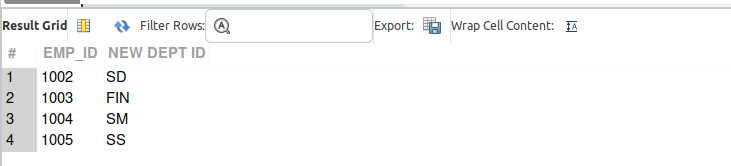 Result Grid Filter Rows: Export: Wrap Cell Content: IA
# EMP_ID NEW DEPT ID
1 1002 SD
2 1003 FIN
3 1004 SM
4 1005 SS